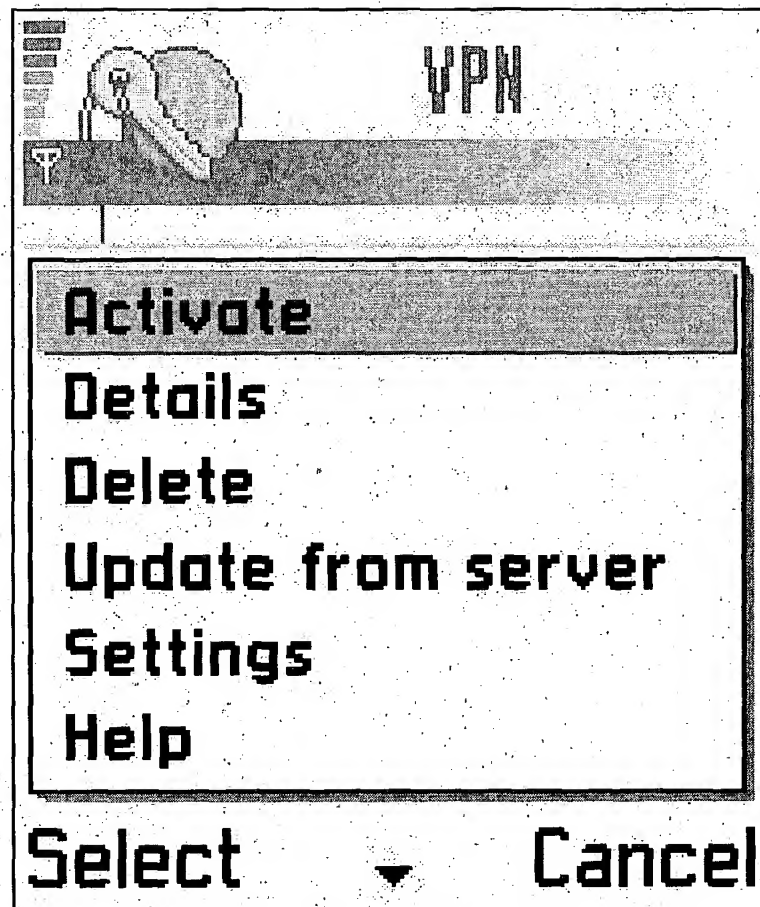 VPN
Activate
Details
Delete
Update from server
Settings
Help
Select Cancel